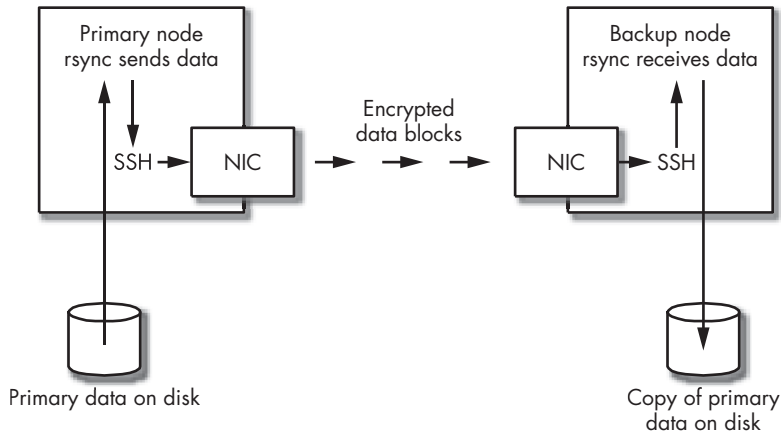 Primary node
rsync sends data
Backup node
rsync receives data
Encrypted
data blocks
SSH
NIC
NIC
SSH
Primary data on disk
Copy of primary
data on disk